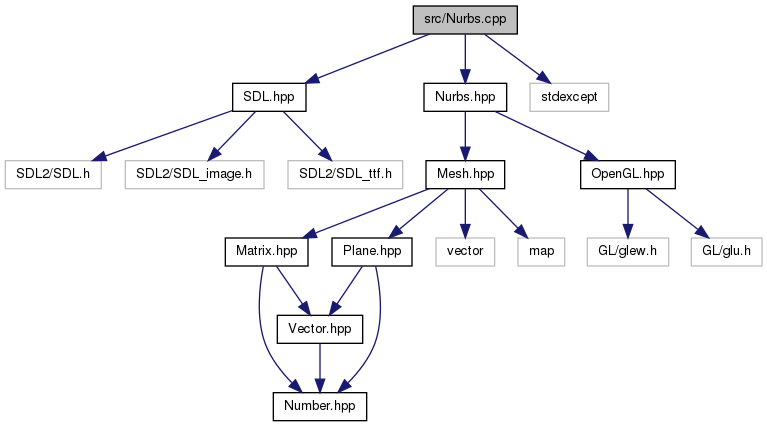 src/Nurbs.cpp
SDL.hpp
Nurbs.hpp
stdexcept
SDL2/SDL.h
SDL2/SDL_image.h
SDL2/SDL_ttf.h
Mesh.hpp
OpenGL.hpp
Matrix.hpp
Plane.hpp
vector
map
GL/glew.h
GL/glu.h
Vector.hpp
Number.hpp